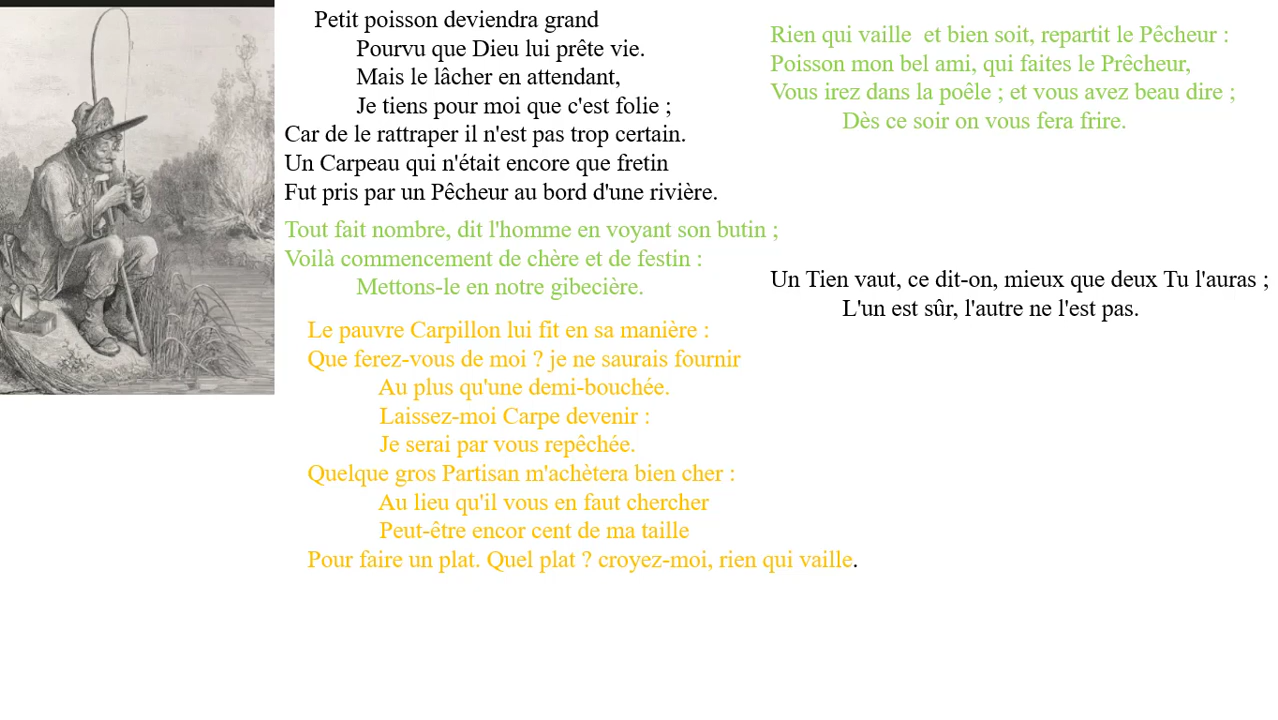 Petit poisson deviendra grand
Pourvu que Dieu lui prête vie.
Mais le lâcher en attendant,
Je tiens pour moi que c'est folie ;
Car de le rattraper il n'est pas trop certain.
Un Carpeau qui n'était encore que fretin
Fut pris par un Pêcheur au bord d'une rivière.
Tout fait nombre, dit l'homme en voyant son butin ;
Voilà commencement de chère et de festin :
Mettons-le en notre gibecière.
Le pauvre Carpillon lui fit en sa manière :
Que ferez-vous de moi ? je ne saurais fournir
Au plus qu'une demi-bouchée.
Laissez-moi Carpe devenir :
Je serai par vous repêchée.
Quelque gros Partisan m'achètera bien cher :
Au lieu qu'il vous en faut chercher
Peut-être encor cent de ma taille
Pour faire un plat. Quel plat ? croyez-moi, rien qui vaille.
Rien qui vaille  et bien soit, repartit le Pêcheur :
Poisson mon bel ami, qui faites le Prêcheur,
Vous irez dans la poêle ; et vous avez beau dire ;
Dès ce soir on vous fera frire.
Un Tien vaut, ce dit-on, mieux que deux Tu l'auras ;
L'un est sûr, l'autre ne l'est pas.